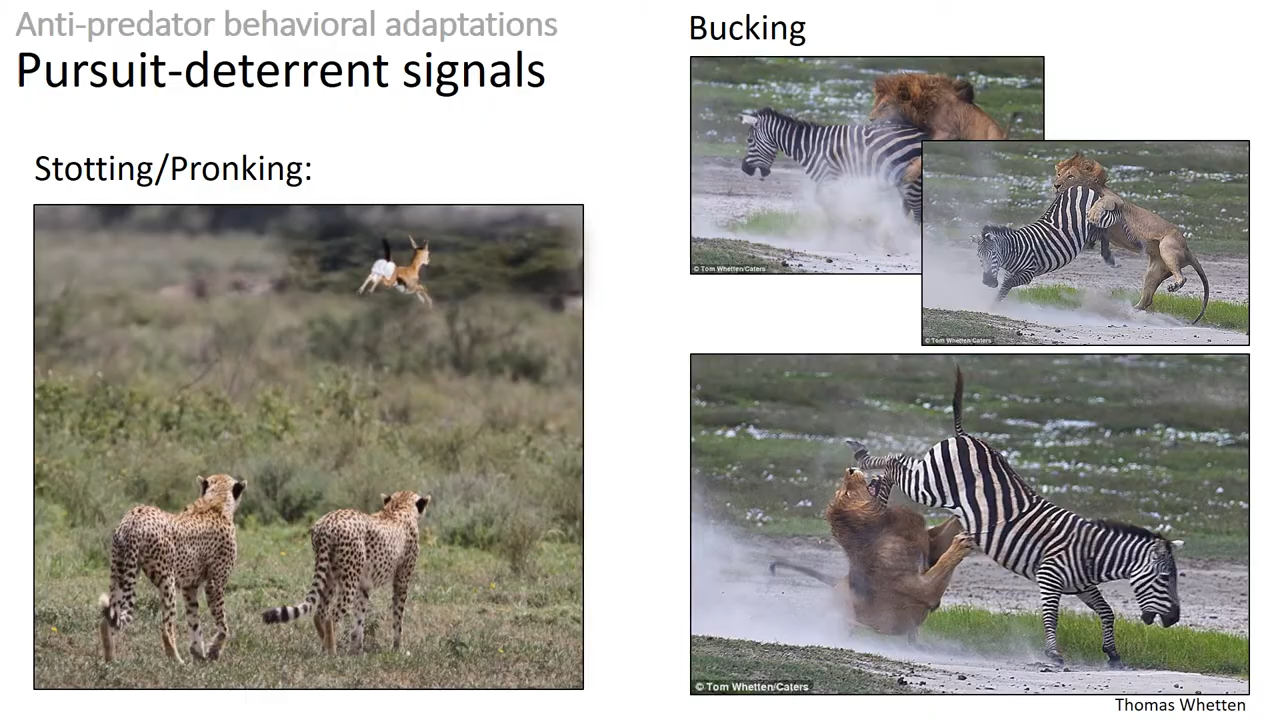 Anti-predator behavioral adaptations
Pursuit-deterrent signals
Stotting/Pronking:
Bucking
© Tom Whetten/Caters
© Tom Whetten/Caters
© Tom Whetten/Caters
Thomas Whetten